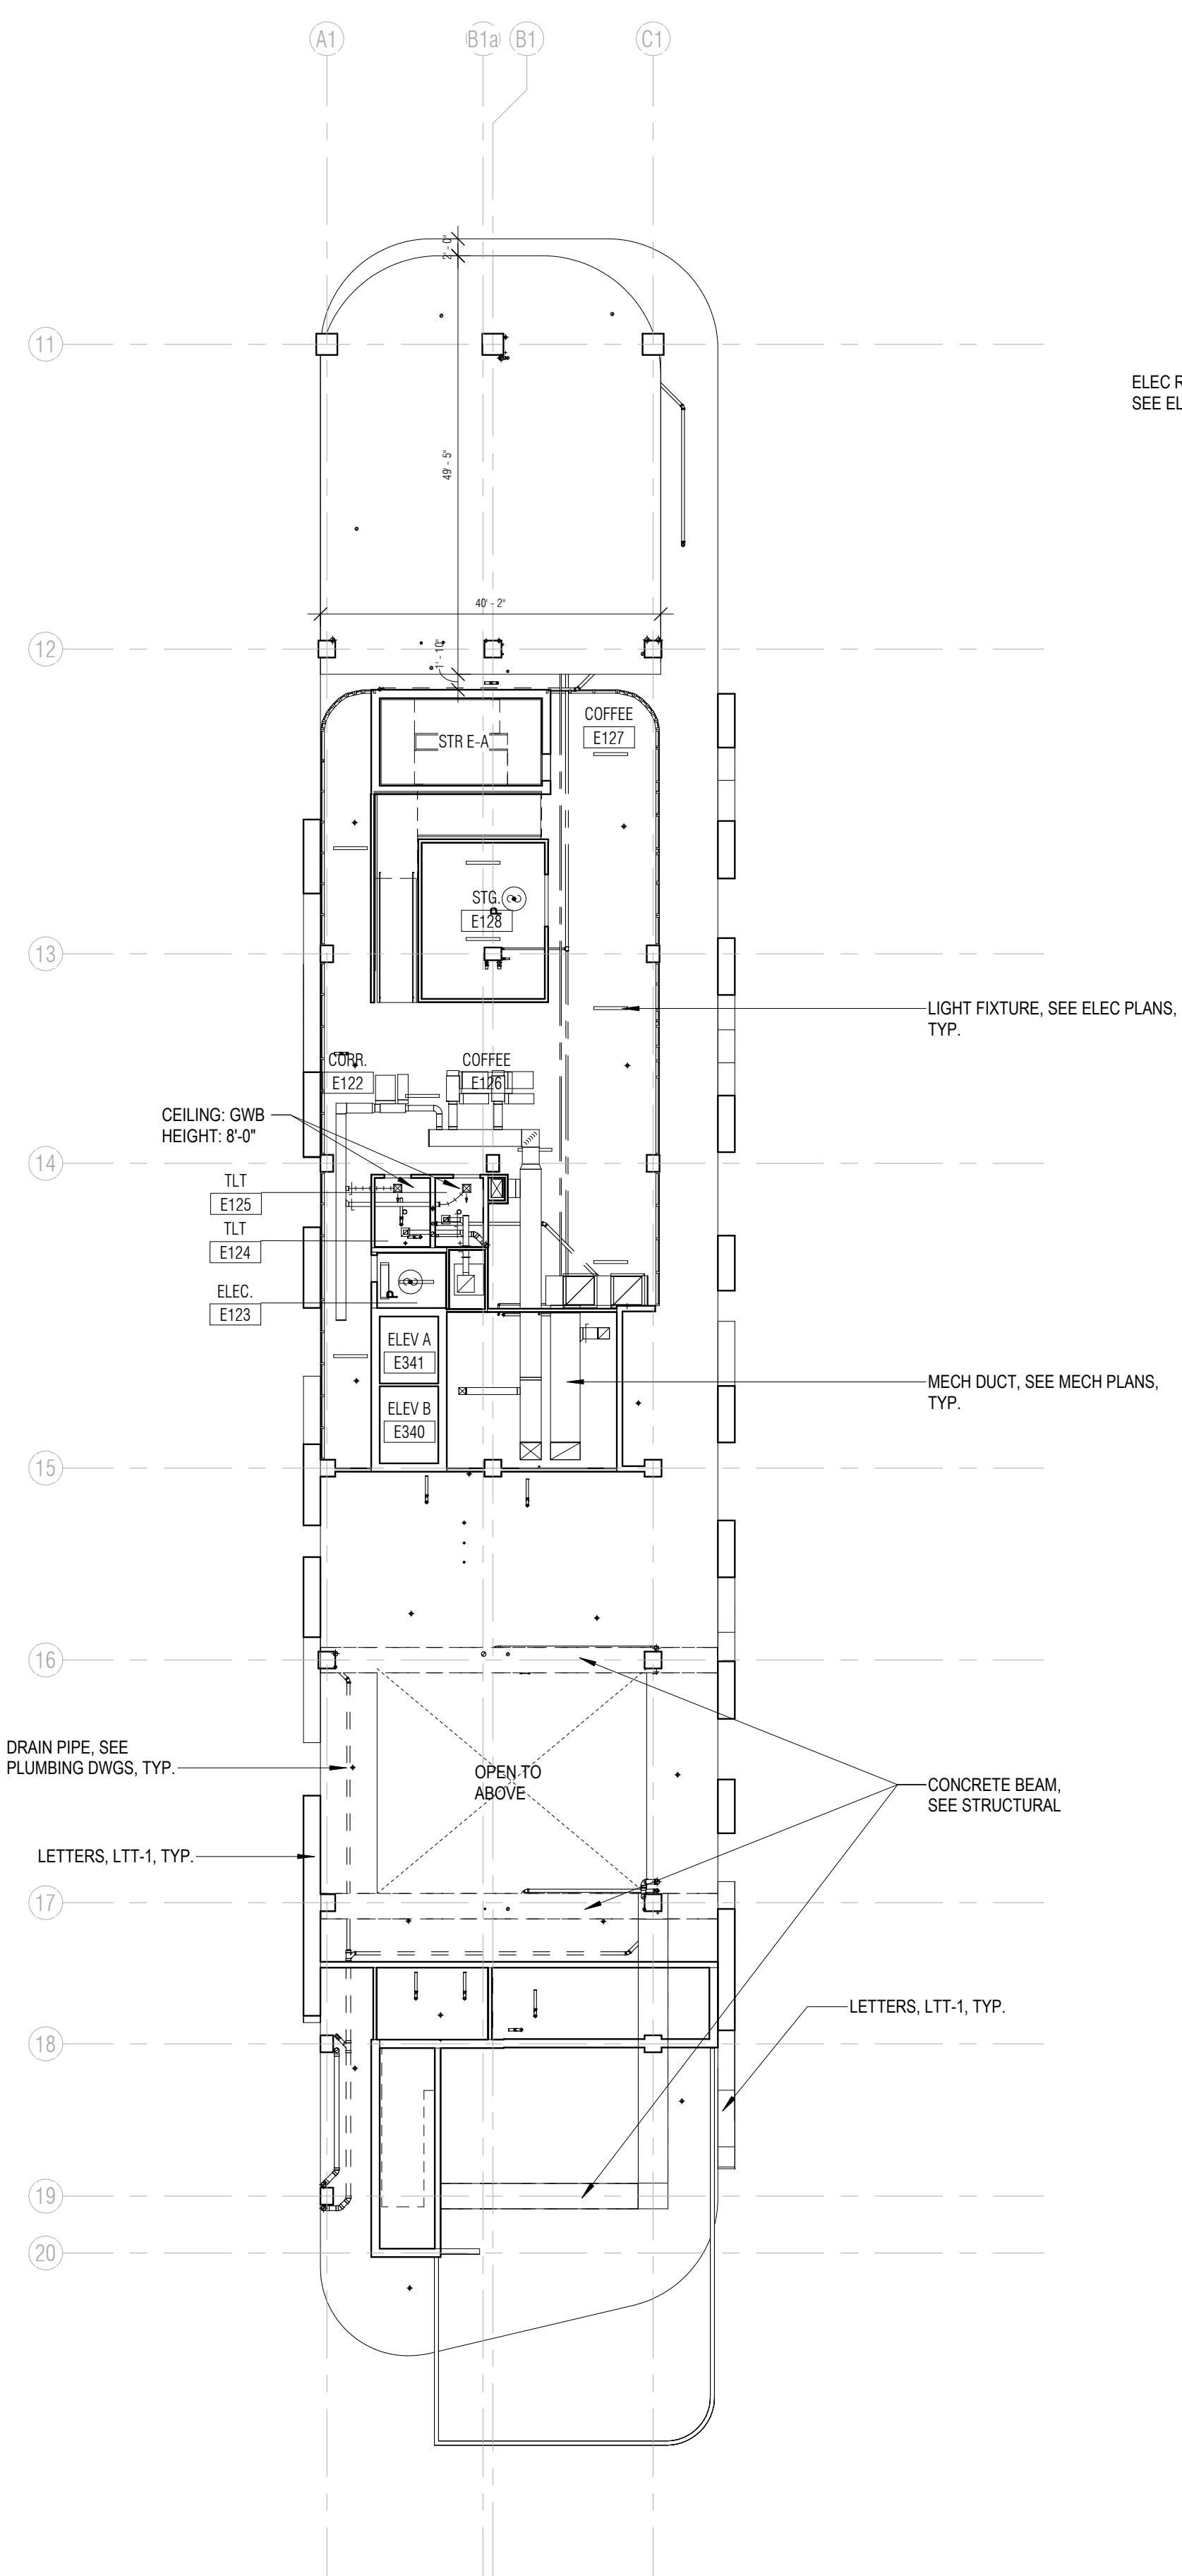 A1
B1a
B1
C1
2' - 0"
11
ELEC R
SEE EL
49' - 5"
40' - 2"
12
1' - 10"
COFFEE
E127
STR E-A
STG.
E128
13
LIGHT FIXTURE, SEE ELEC PLANS,
TYP.
CORR.
E122
COFFEE
E126
CEILING: GWB
HEIGHT: 8'-0"
14
TLT
E125
TLT
E124
ELEC.
E123
ELEV A
E341
MECH DUCT, SEE MECH PLANS,
TYP.
ELEV B
E340
15
16
DRAIN PIPE, SEE
PLUMBING DWGS, TYP.
OPEN TO
ABOVE
CONCRETE BEAM,
SEE STRUCTURAL
LETTERS, LTT-1, TYP.
17
LETTERS, LTT-1, TYP.
18
19
20